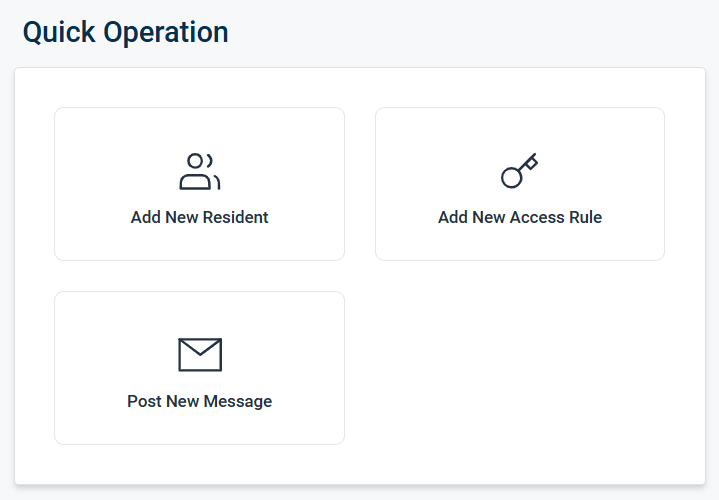 Quick Operation
Add New Resident
Add New Access Rule
Post New Message